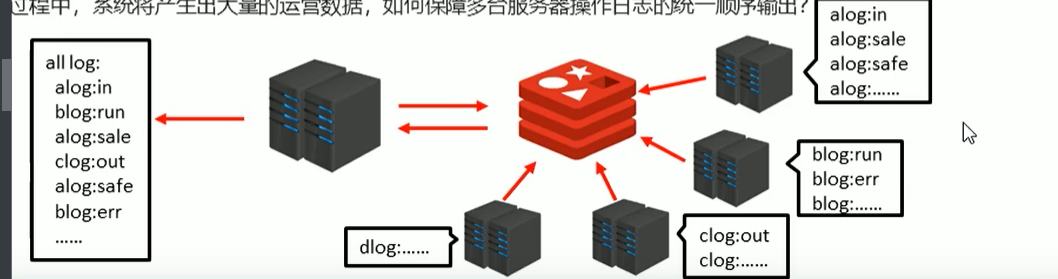 过程中，系统将产生出大量的运营数据，如何保障多台服务器操作日志的统一顺序输出？
all log:
alog:in
blog:run
alog:sale
clog:out
alog:safe
blog:err
......
alog:in
alog:sale
alog:safe
alog:......
blog:run
blog:err
blog:......
dlog:......
clog:out
clog:......